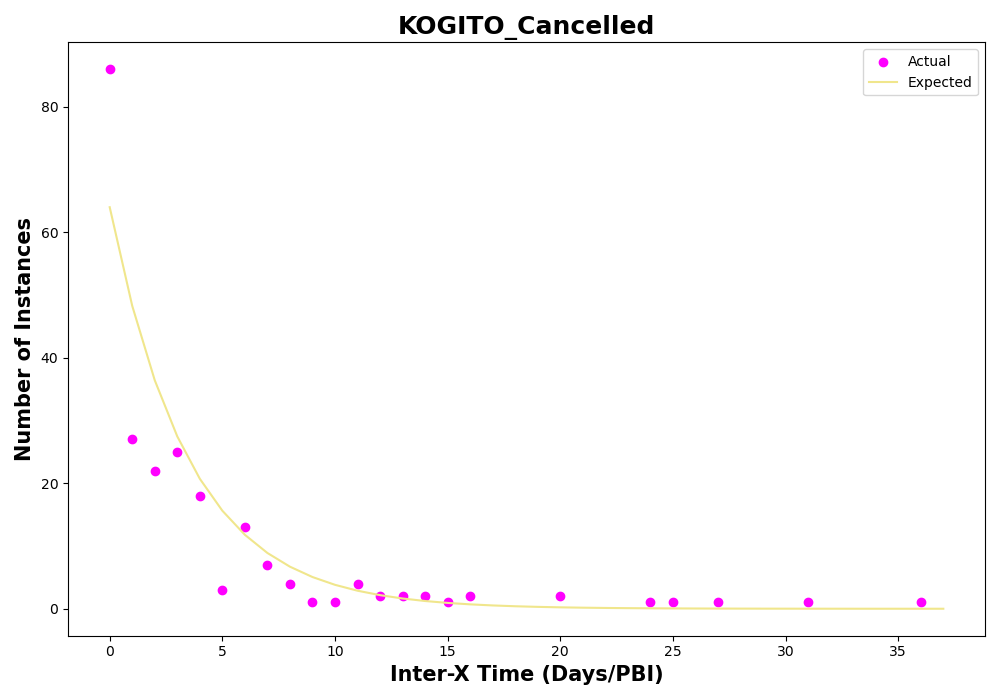 KOGITO_Cancelled
Actual
Expected
Number of Instances
80
60
40
20
0
0 5 10 15 20 25 30 35
Inter-X Time (Days/PBI)